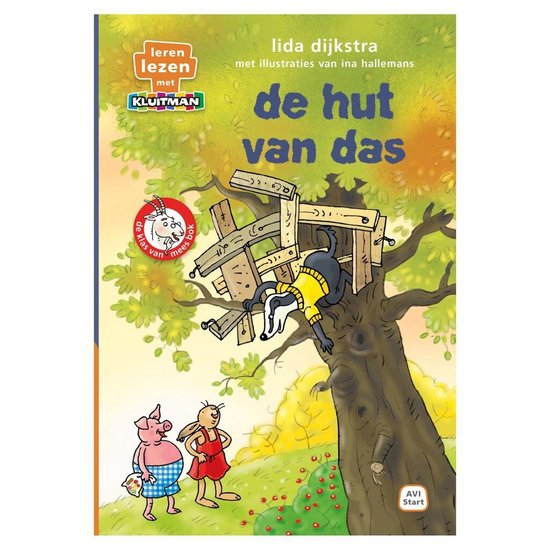 leren
lezen
met
KLUITMAN
lida dijkstra
met illustraties van ina hallemans
de hut
van das
de klas van mees bok
AVI
Start